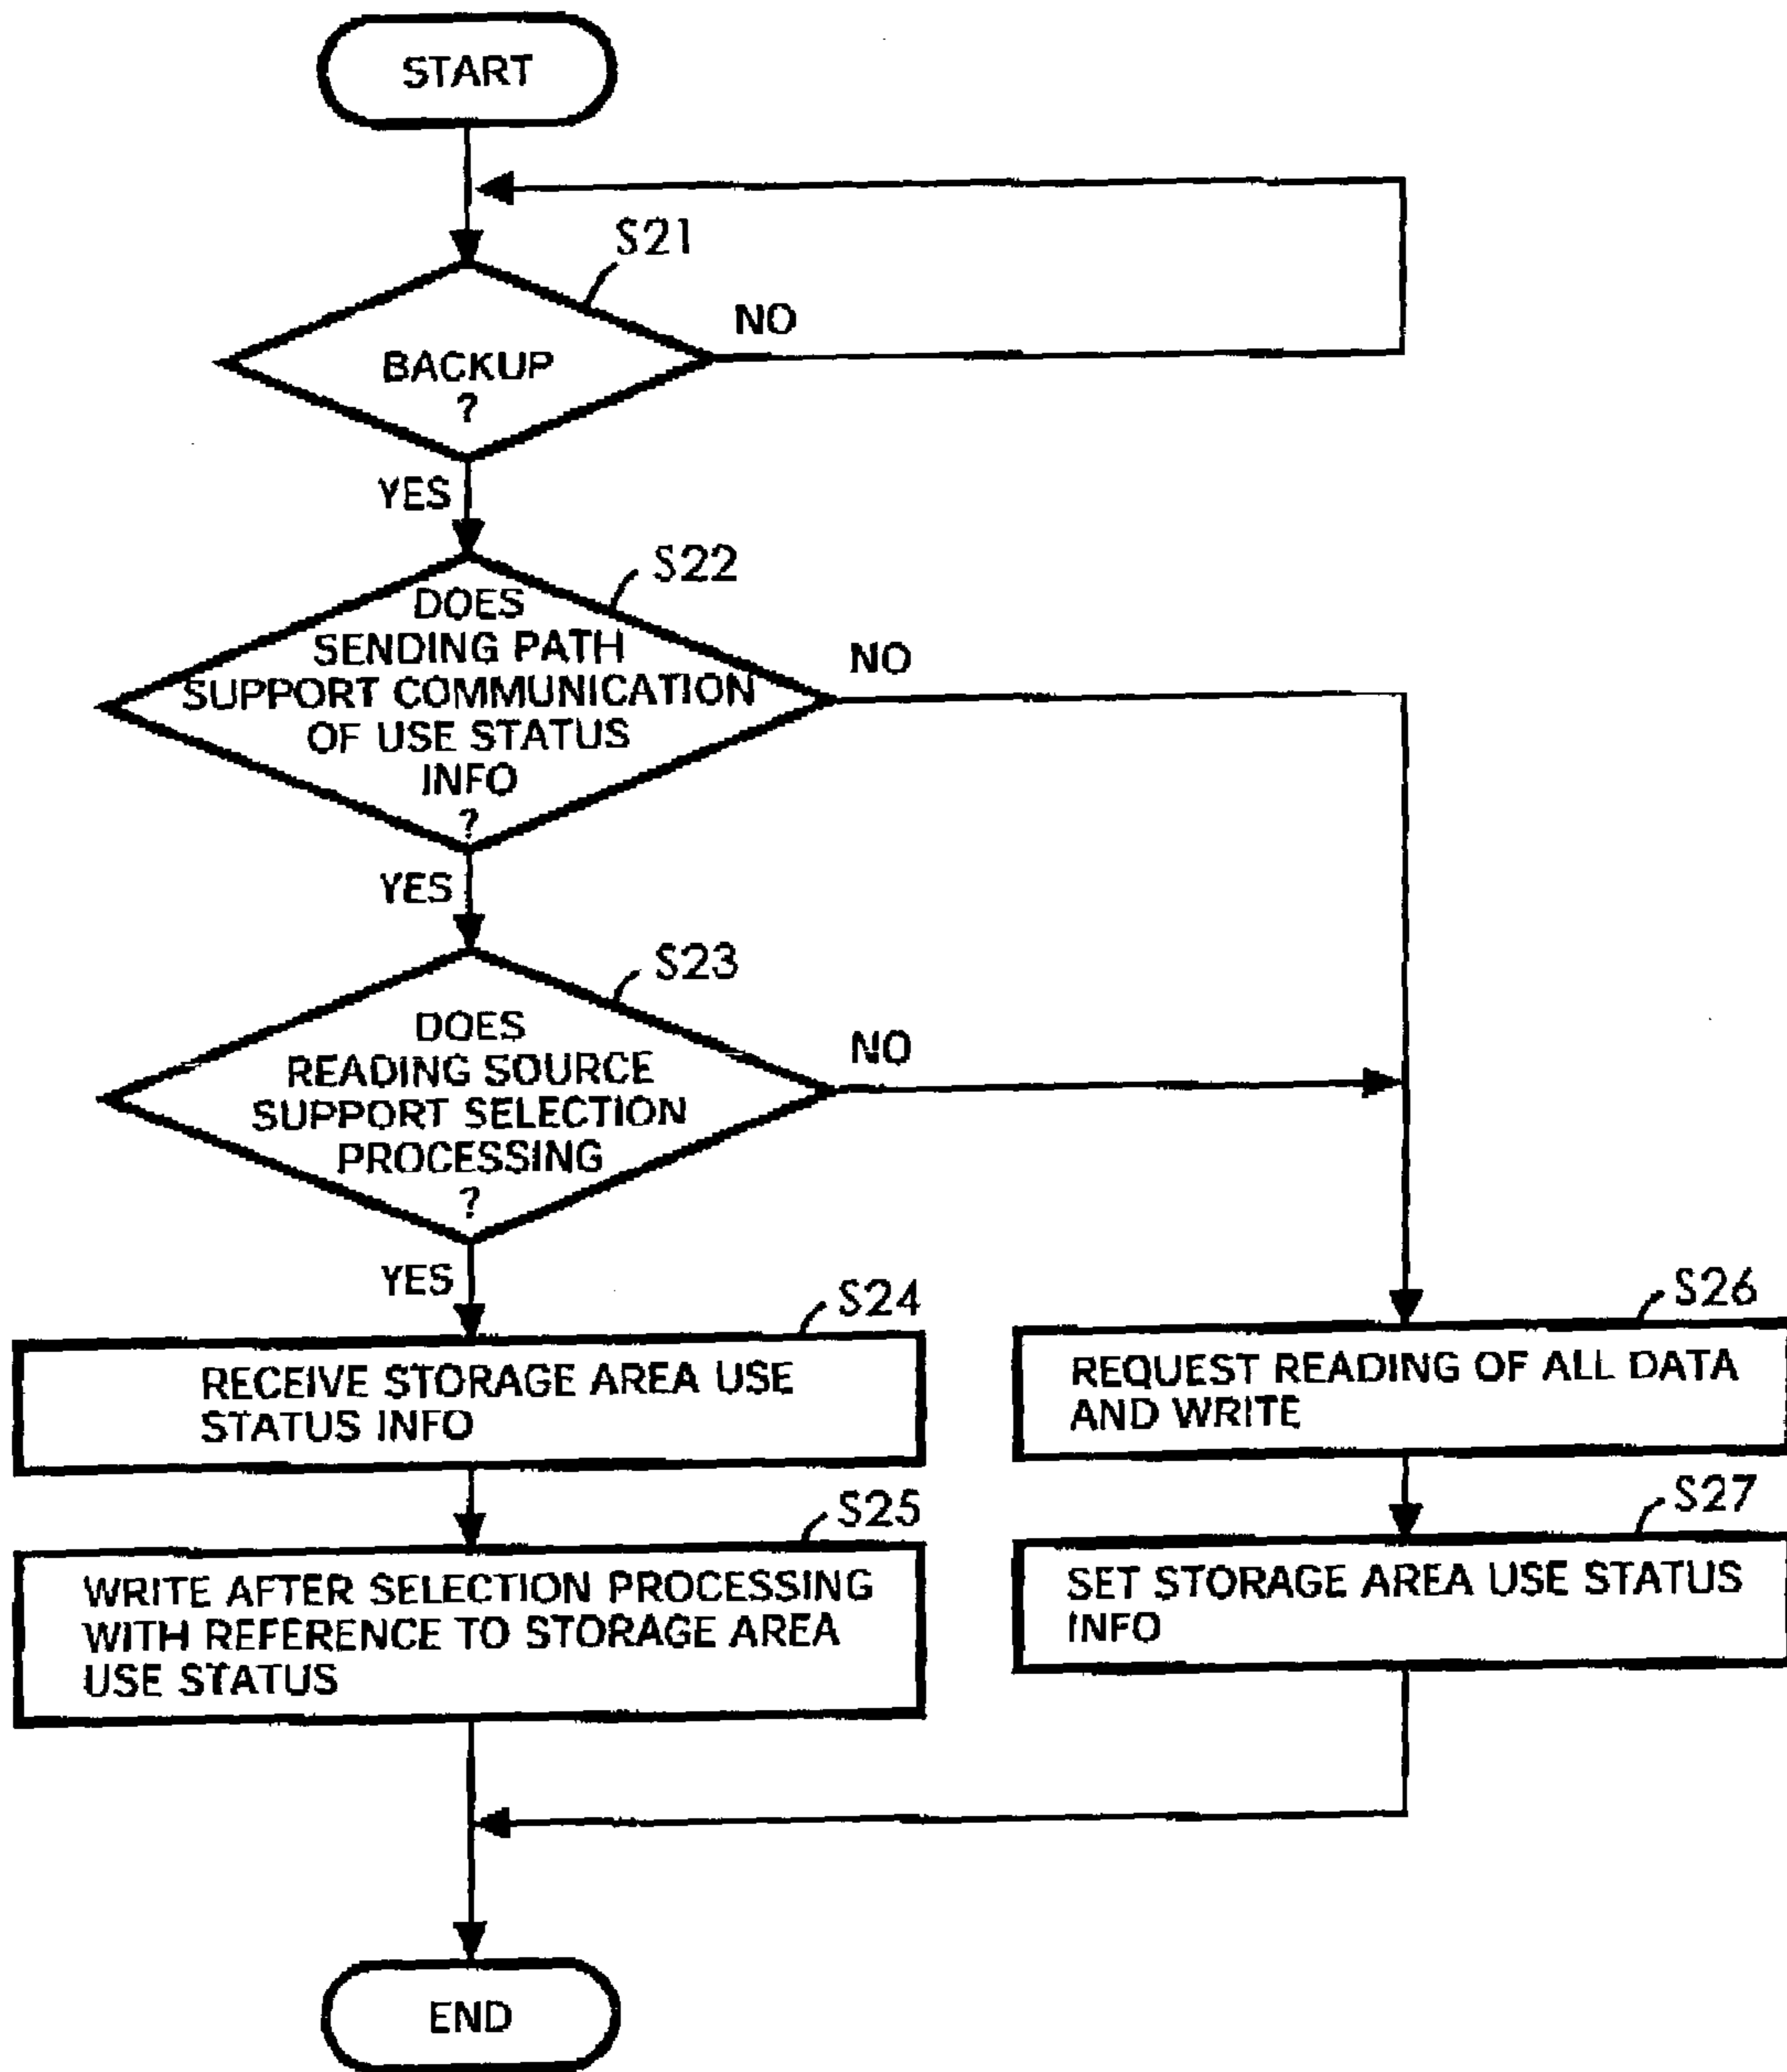 START
S21
NO
BACKUP
?
YES
S22
DOES
SENDING PATH
SUPPORT COMMUNICATION
OF USE STATUS
INFO
?
NO
YES
S23
DOES
READING SOURCE
SUPPORT SELECTION
PROCESSING
?
NO
YES
S24
RECEIVE STORAGE AREA USE
STATUS INFO
S26
REQUEST READING OF ALL DATA
AND WRITE
S25
WRITE AFTER SELECTION PROCESSING
WITH REFERENCE TO STORAGE AREA
USE STATUS
S27
SET STORAGE AREA USE STATUS
INFO
END